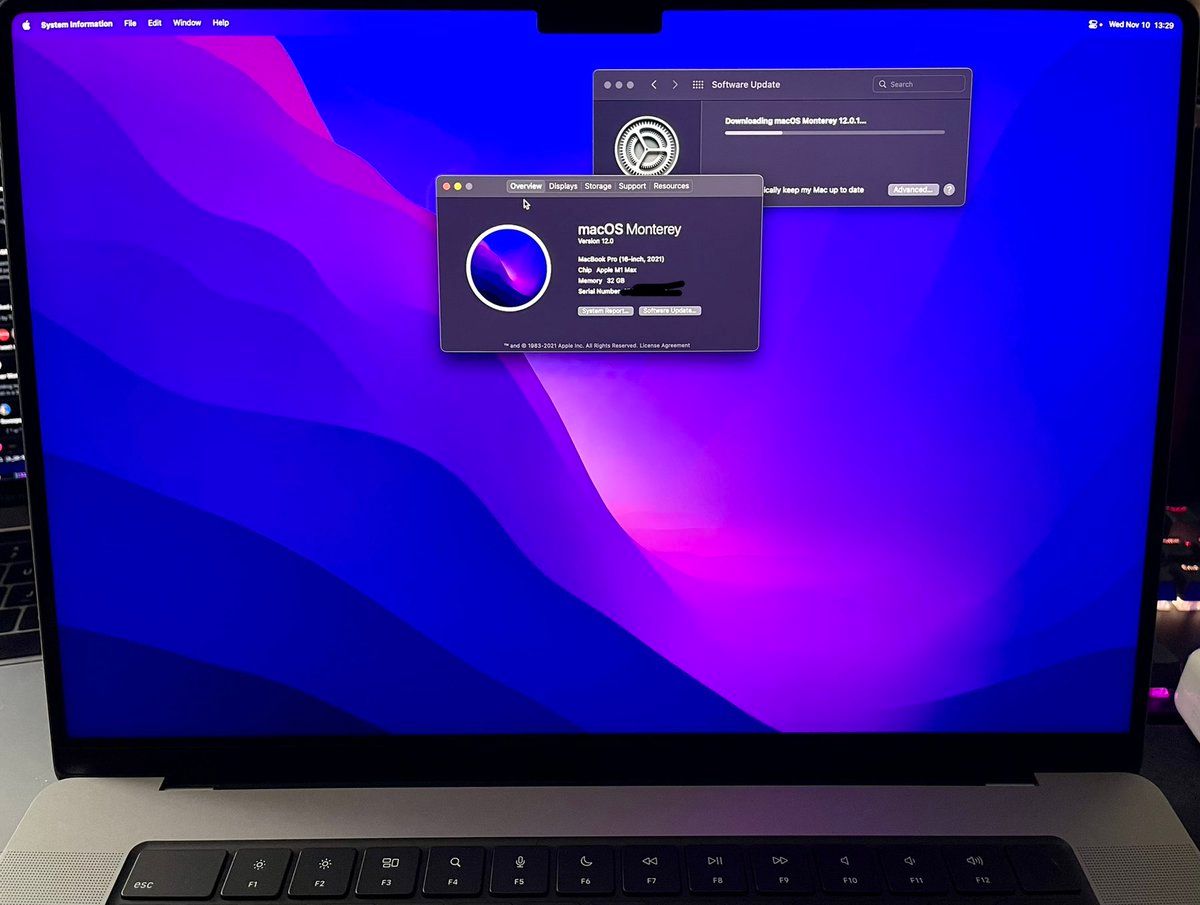 System Information File Edit Window Help
Wed Nov 10 13:29
Software Update
Search
Downloading macOS Monterey 12.0.1...
ically keep my Mac up to date
Advanced...
?
Overview Displays Storage Support Resources
macOS Monterey
Version 12.0
MacBook Pro (16-inch, 2021)
Chip Apple M1 Max
Memory 32 GB
Serial Number
System Report... Software Update...
™ and © 1983-2021 Apple Inc. All Rights Reserved. License Agreement
esc F1 F2 F3 F4 F5 F6 F7 F8 F9 F10 F11 F12